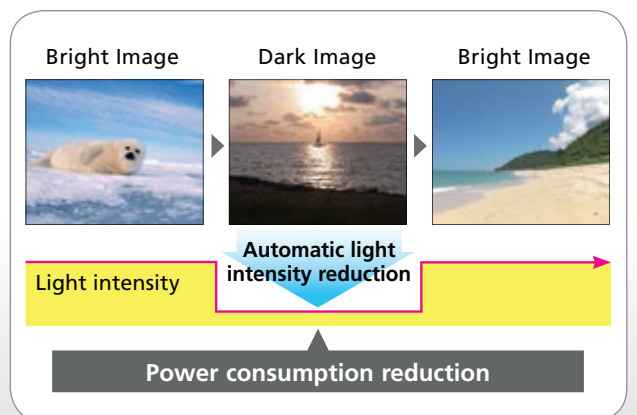 Bright Image
Dark Image
Bright Image
Automatic light
intensity reduction
Light intensity
Power consumption reduction